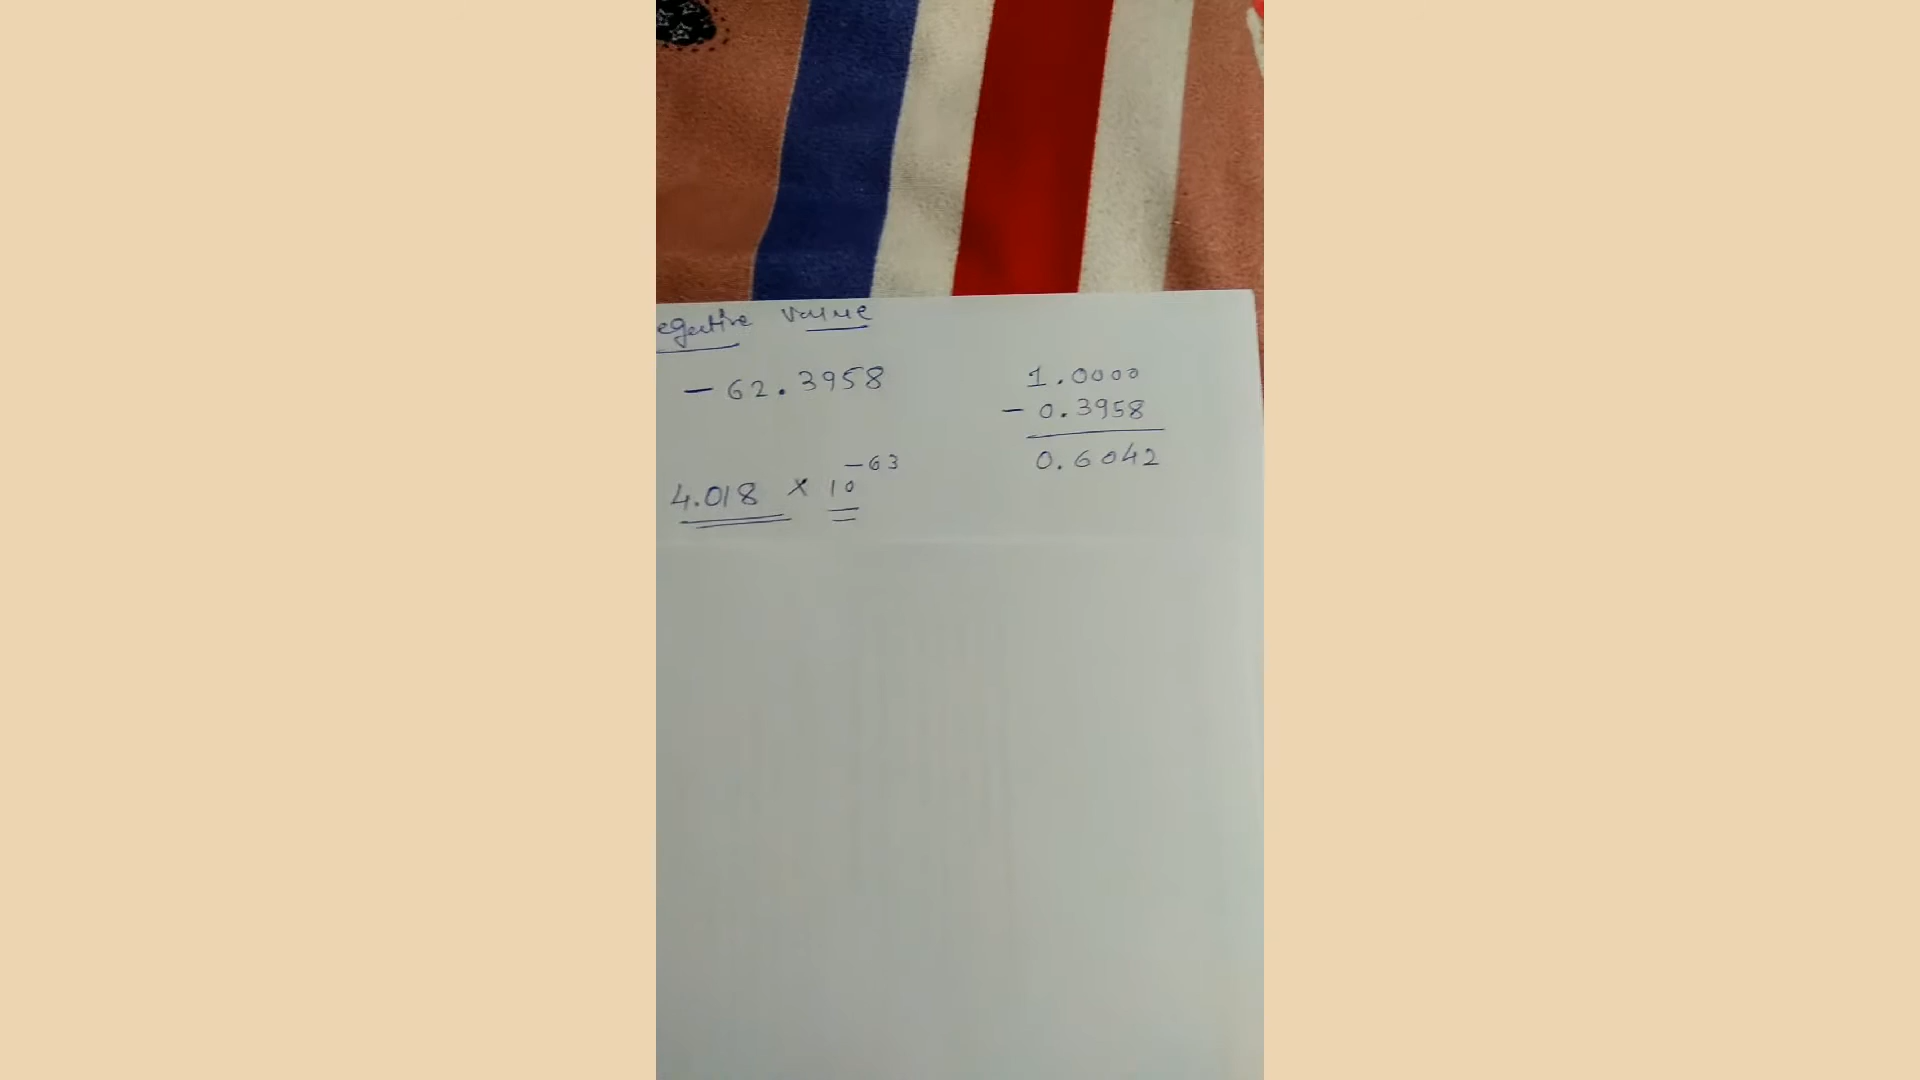 egative value
- 62.3958
4.018 × 10^-63
1.0000
- 0.3958
0.6042